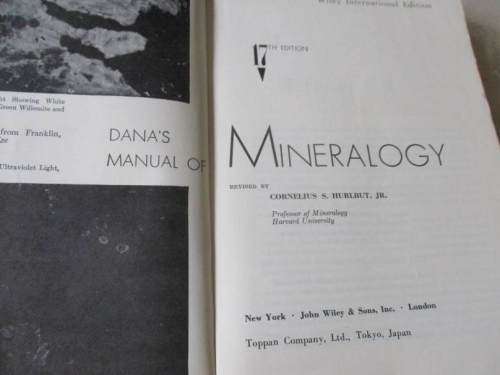 nt Showing White
Green Willemite and
from Franklin,
Ultraviolet Light,
Wiley International Edition
17TH EDITION
DANA'S
MANUAL OF MINERALOGY
REVISED BY
CORNELIUS S. HURLBUT, JR.
Professor of Mineralogy
Harvard University
New York · John Wiley & Sons, Inc. · London
Toppan Company, Ltd., Tokyo, Japan